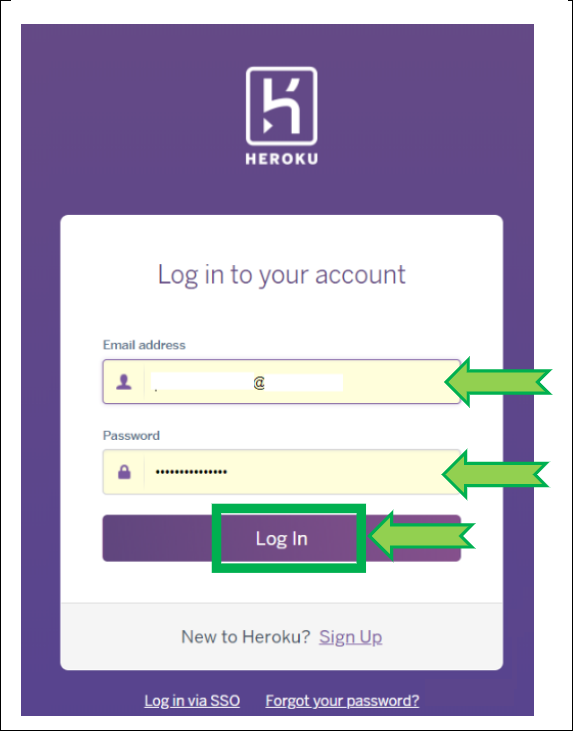 HEROKU
Log in to your account
Email address
@
Password
•••••••••••••••
Log In
New to Heroku? Sign Up
Log in via SSO Forgot your password?